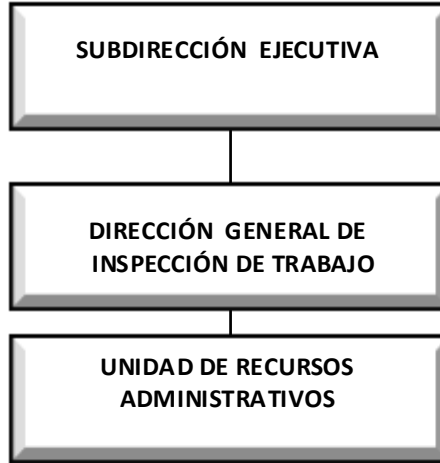 SUBDIRECCIÓN EJECUTIVA
DIRECCIÓN GENERAL DE
INSPECCIÓN DE TRABAJO
UNIDAD DE RECURSOS
ADMINISTRATIVOS